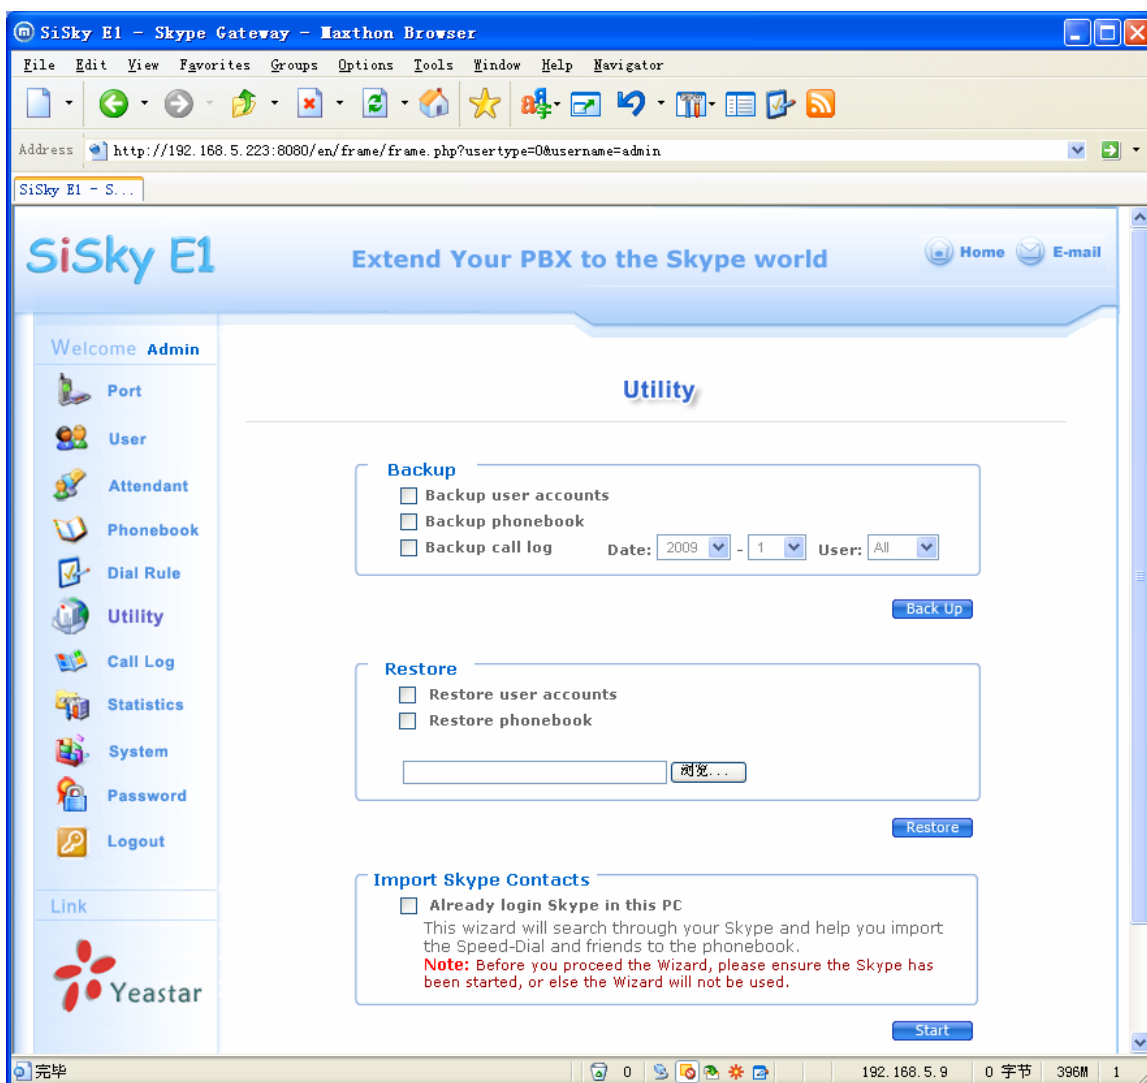 SiSky E1 - Skype Gateway - Maxthon Browser
File Edit View Favorites Groups Options Tools Window Help Navigator
Address http://192.168.5.223:8080/en/frame/frame.php?usertype=0&username=admin
SiSky E1 - S...
SiSky E1
Extend Your PBX to the Skype world
Home E-mail
Welcome Admin
Port
User
Attendant
Phonebook
Dial Rule
Utility
Call Log
Statistics
System
Password
Logout
Link
Yeastar
Utility
Backup
Backup user accounts
Backup phonebook
Backup call log Date: 2009 - 1 User: All
Back Up
Restore
Restore user accounts
Restore phonebook
浏览...
Restore
Import Skype Contacts
Already login Skype in this PC
This wizard will search through your Skype and help you import
the Speed-Dial and friends to the phonebook.
Note: Before you proceed the Wizard, please ensure the Skype has
been started, or else the Wizard will not be used.
Start
完毕 0 192.168.5.9 0 字节 396M 1